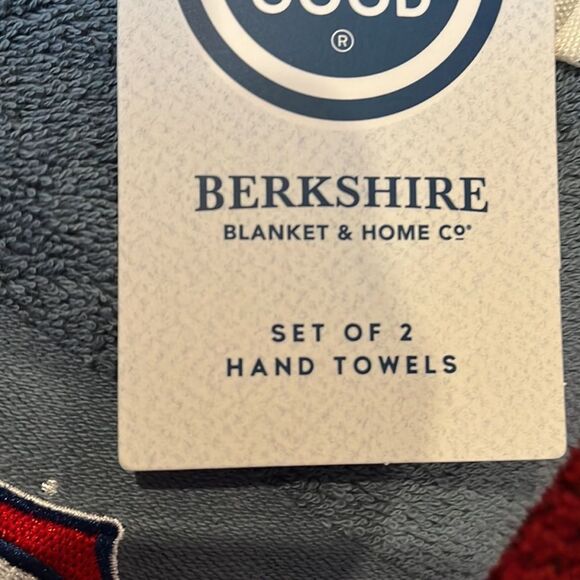 GOOD
®
BERKSHIRE
BLANKET & HOME Cº®
SET OF 2
HAND TOWELS